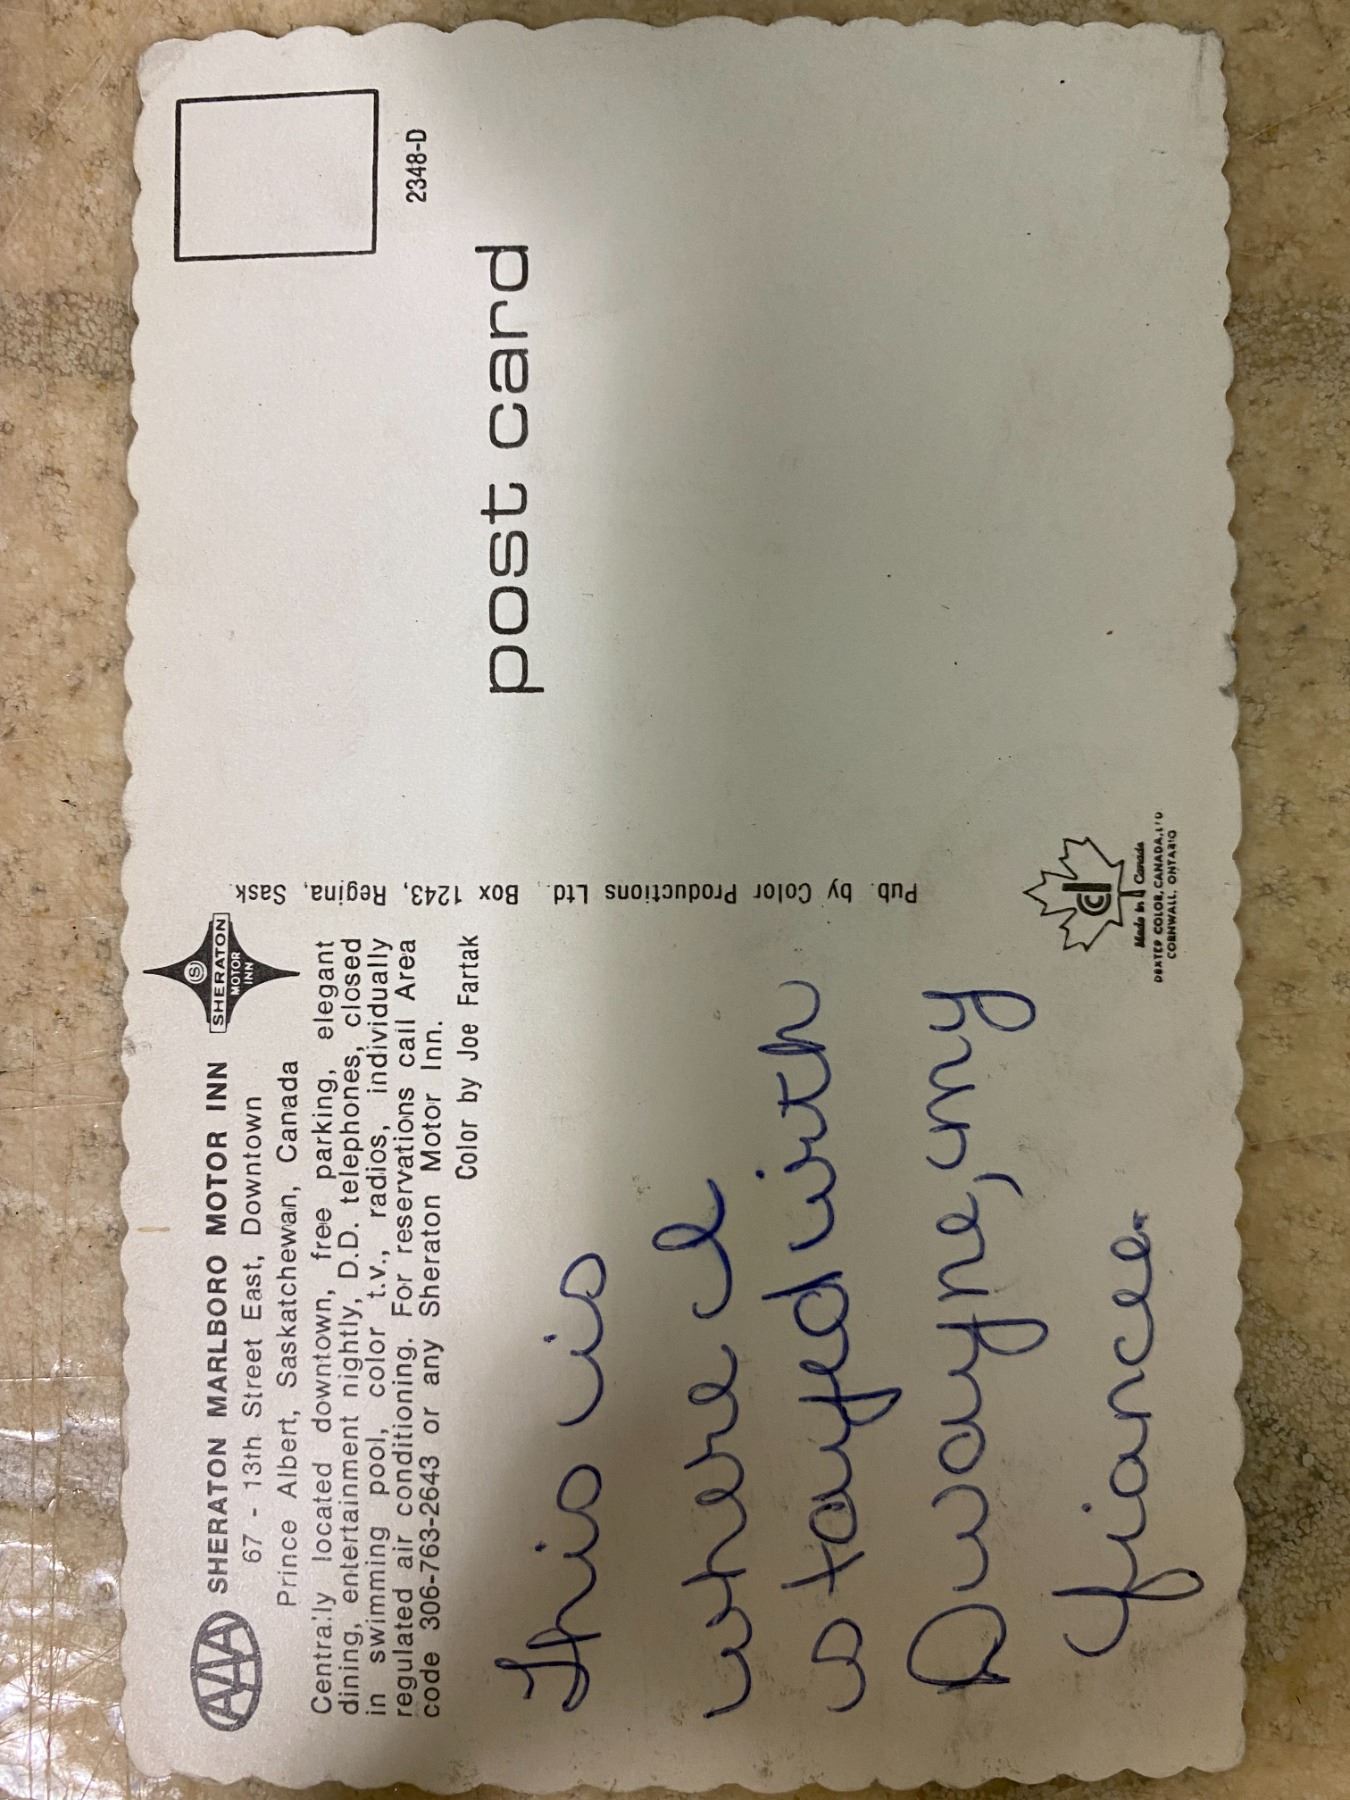 AAA
SHERATON MARLBORO MOTOR INN
67 - 13th Street East, Downtown
Prince Albert, Saskatchewan, Canada
S
SHERATON
MOTOR
INN
Centrally located downtown, free parking, elegant
dining, entertainment nightly, D.D. telephones, closed
in swimming pool, color t.v., radios, individually
regulated air conditioning. For reservations call Area
code 306-763-2643 or any Sheraton Motor Inn.
Color by Joe Fartak
This is
where I
stayed with
Dwayne, my
fiancee.
Pub. by Color Productions Ltd., Box 1243, Regina, Sask.
2348-D
post card
Made in Canada
DEXTER COLOR, CANADA, LTD
CORNWALL, ONTARIO